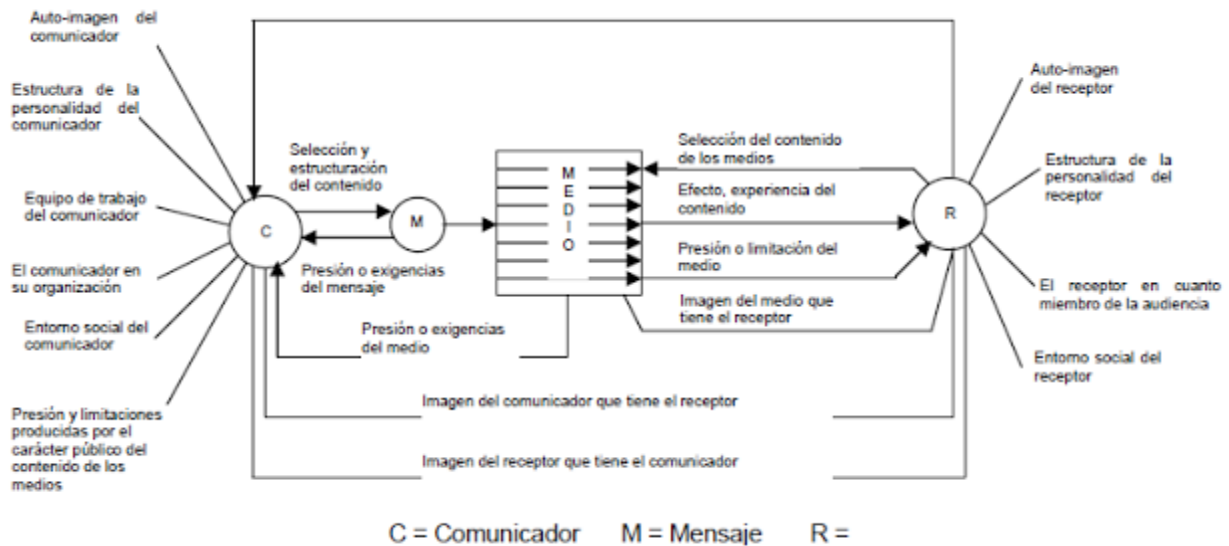 Auto-imagen del
comunicador
Estructura de la
personalidad del
comunicador
Equipo de trabajo
del comunicador
El comunicador en
su organización
Entorno social del
comunicador
Presión y limitaciones
producidas por el
carácter público del
contenido de los
medios
C
Selección y
estructuración
del contenido
M
Presión o exigencias
del mensaje
Presión o exigencias
del medio
M
E
D
I
O
Selección del contenido
de los medios
Efecto, experiencia del
contenido
Presión o limitación del
medio
Imagen del medio que
tiene el receptor
Imagen del comunicador que tiene el receptor
Imagen del receptor que tiene el comunicador
R
Auto-imagen
del receptor
Estructura de la
personalidad del
receptor
El receptor en cuanto
miembro de la audiencia
Entorno social del
receptor
C = Comunicador M = Mensaje R =